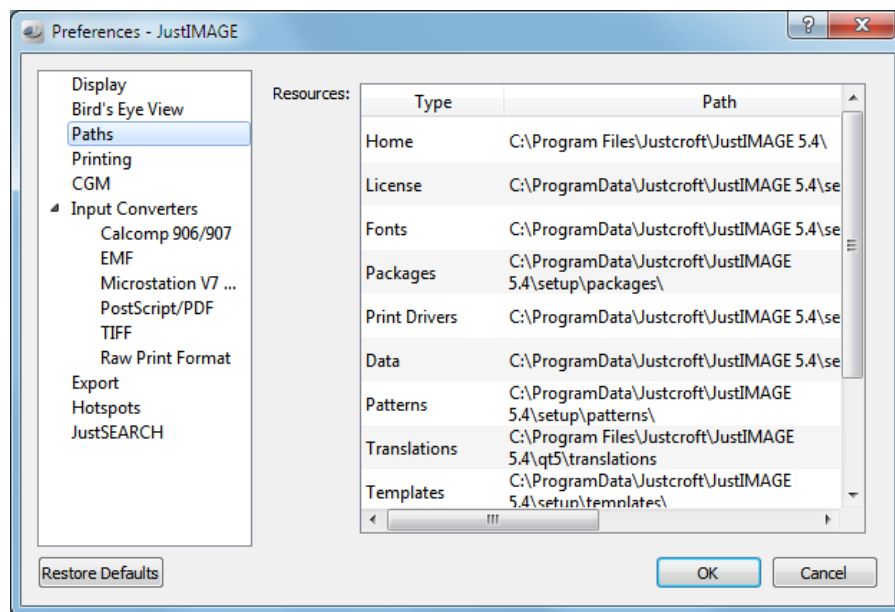 Preferences - JustIMAGE
Display
Bird's Eye View
Paths
Printing
CGM
Input Converters
Calcomp 906/907
EMF
Microstation V7 ...
PostScript/PDF
TIFF
Raw Print Format
Export
Hotspots
JustSEARCH
Resources:
Type Path
Home C:\Program Files\Justcroft\JustIMAGE 5.4\
License C:\ProgramData\Justcroft\JustIMAGE 5.4\se
Fonts C:\ProgramData\Justcroft\JustIMAGE 5.4\se
Packages C:\ProgramData\Justcroft\JustIMAGE
5.4\setup\packages\
Print Drivers C:\ProgramData\Justcroft\JustIMAGE 5.4\se
Data C:\ProgramData\Justcroft\JustIMAGE 5.4\se
Patterns C:\ProgramData\Justcroft\JustIMAGE
5.4\setup\patterns\
Translations C:\Program Files\Justcroft\JustIMAGE
5.4\qt5\translations
Templates C:\ProgramData\Justcroft\JustIMAGE
5.4\setup\templates\
Restore Defaults
OK
Cancel